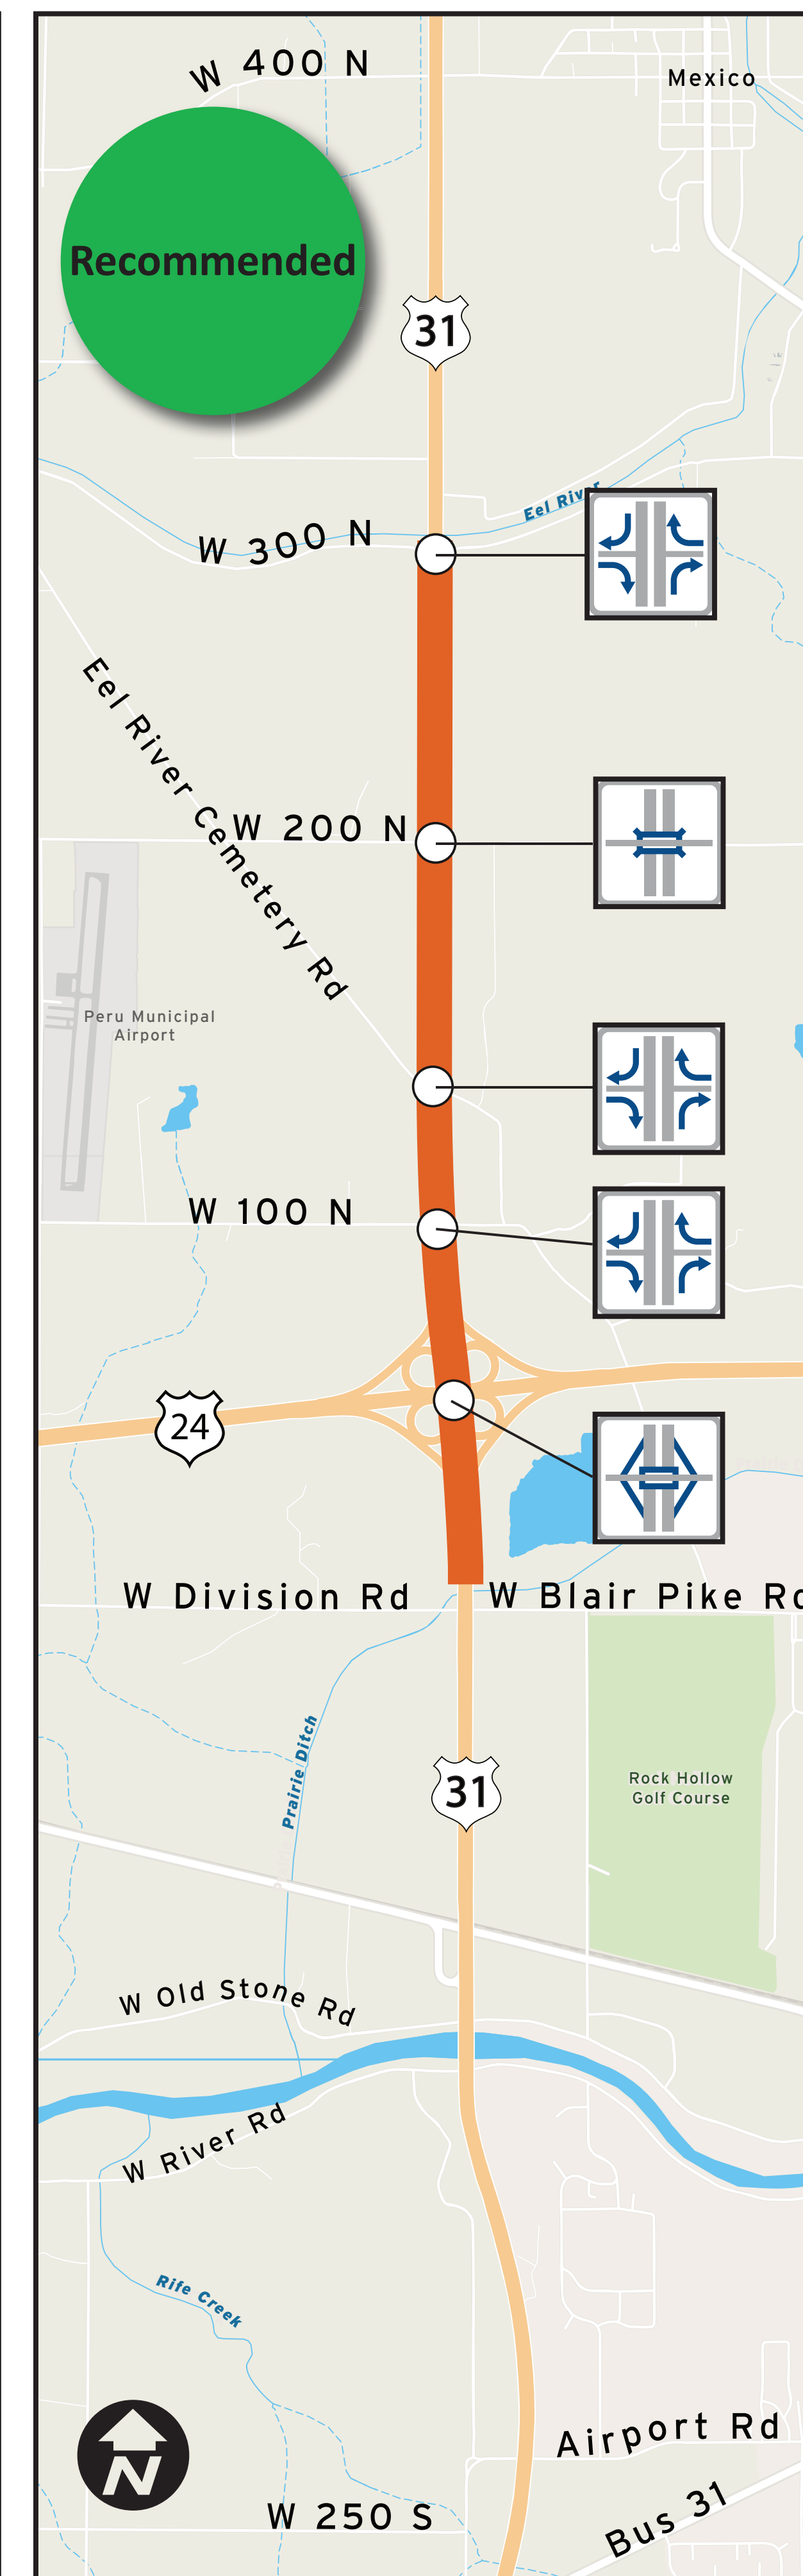 W 400 N
Mexico
Recommended
31
Eel River
W 300 N
Eel River Cemetery Rd
W 200 N
Peru Municipal
Airport
W 100 N
24
W Division Rd
W Blair Pike Rd
Prairie Ditch
31
Rock Hollow
Golf Course
W Old Stone Rd
W River Rd
Rife Creek
N
Airport Rd
W 250 S
Bus 31